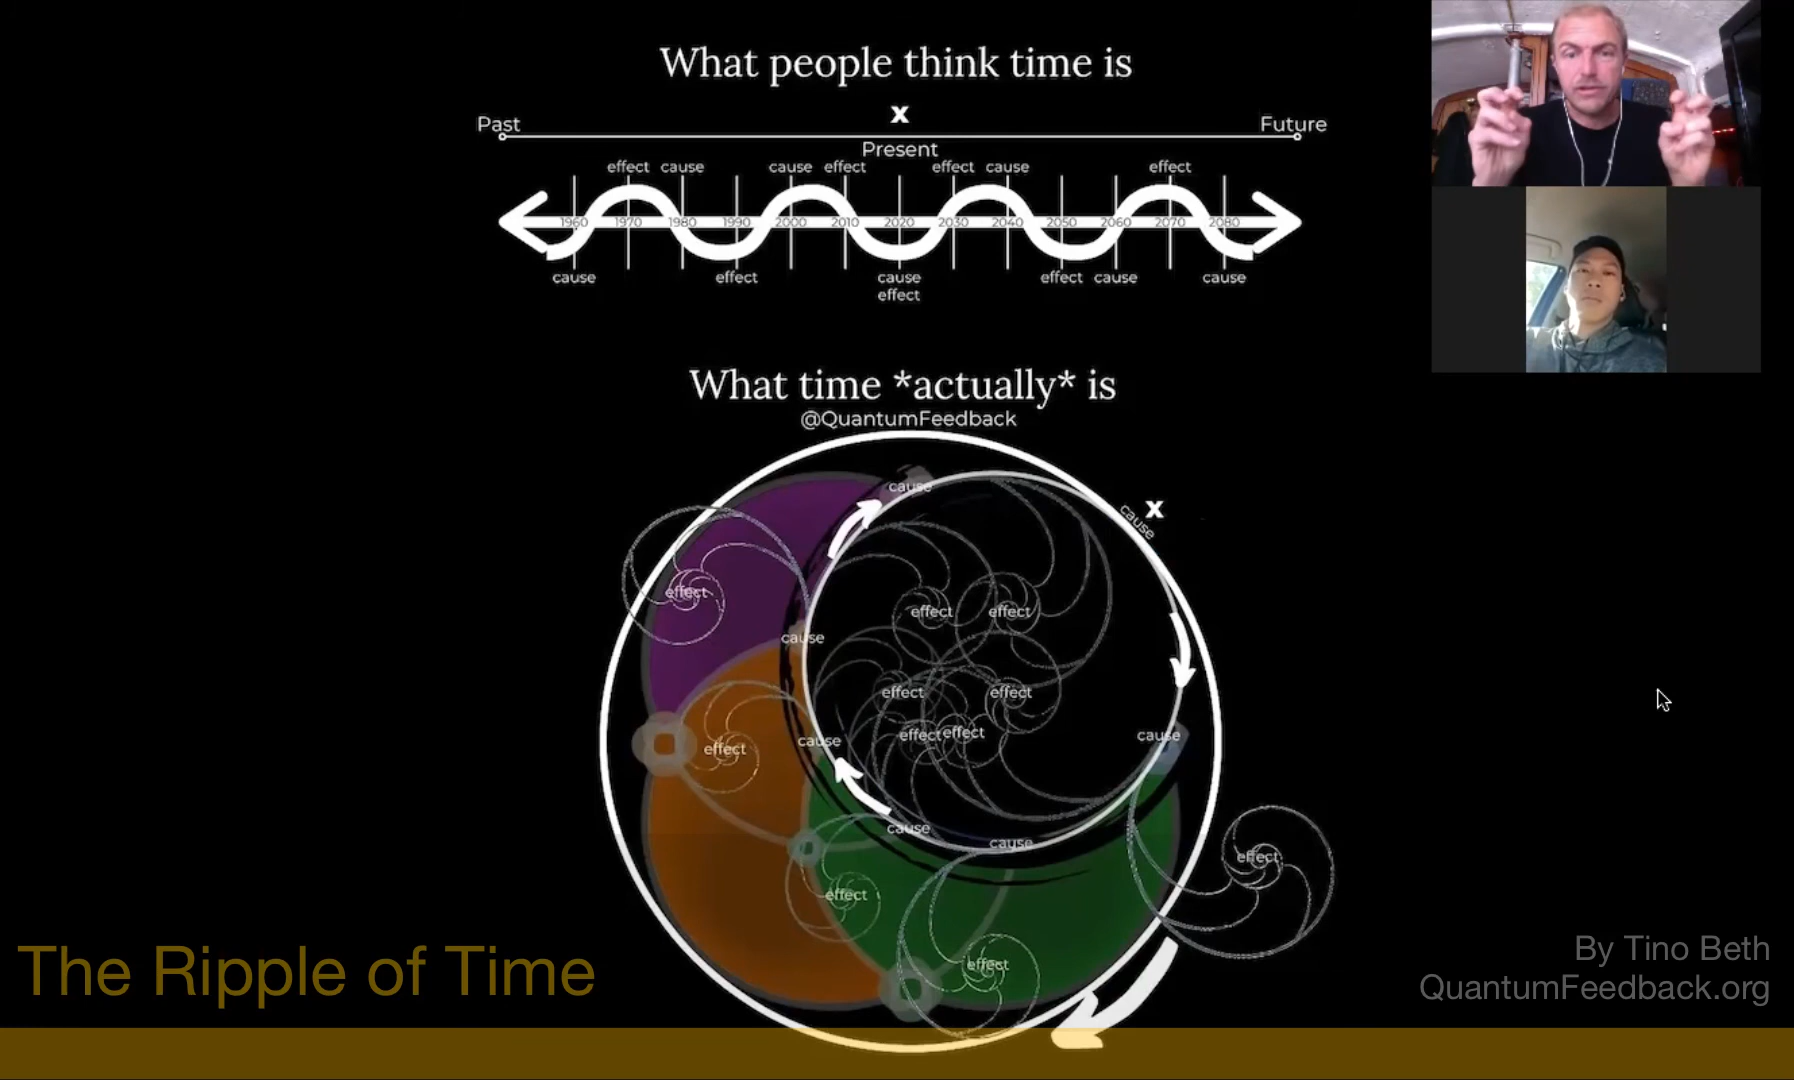 What people think time is
x
Past Future
Present
effect cause cause effect effect cause effect
1960 1970 1980 1990 2000 2010 2020 2030 2040 2050 2060 2070 2080
cause effect cause effect cause cause
effect
What time *actually* is
@QuantumFeedback
cause
cause x
effect
effect effect
cause
effect effect
effect effect
cause cause
effect
cause
cause
effect
effect
effect
The Ripple of Time
By Tino Beth
QuantumFeedback.org